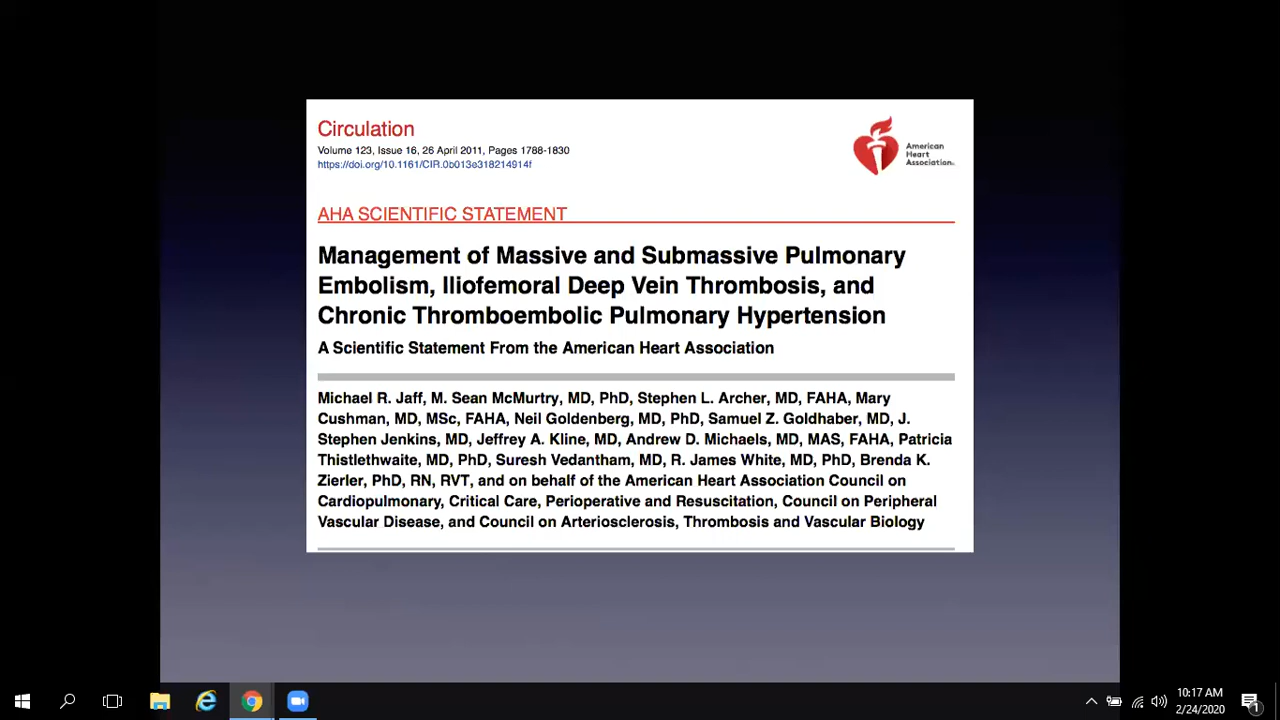 Circulation
Volume 123, Issue 16, 26 April 2011, Pages 1788-1830
https://doi.org/10.1161/CIR.0b013e318214914f
American
Heart
Association.
AHA SCIENTIFIC STATEMENT
Management of Massive and Submassive Pulmonary
Embolism, Iliofemoral Deep Vein Thrombosis, and
Chronic Thromboembolic Pulmonary Hypertension
A Scientific Statement From the American Heart Association
Michael R. Jaff, M. Sean McMurtry, MD, PhD, Stephen L. Archer, MD, FAHA, Mary
Cushman, MD, MSc, FAHA, Neil Goldenberg, MD, PhD, Samuel Z. Goldhaber, MD, J.
Stephen Jenkins, MD, Jeffrey A. Kline, MD, Andrew D. Michaels, MD, MAS, FAHA, Patricia
Thistlethwaite, MD, PhD, Suresh Vedantham, MD, R. James White, MD, PhD, Brenda K.
Zierler, PhD, RN, RVT, and on behalf of the American Heart Association Council on
Cardiopulmonary, Critical Care, Perioperative and Resuscitation, Council on Peripheral
Vascular Disease, and Council on Arteriosclerosis, Thrombosis and Vascular Biology
10:17 AM
2/24/2020
1